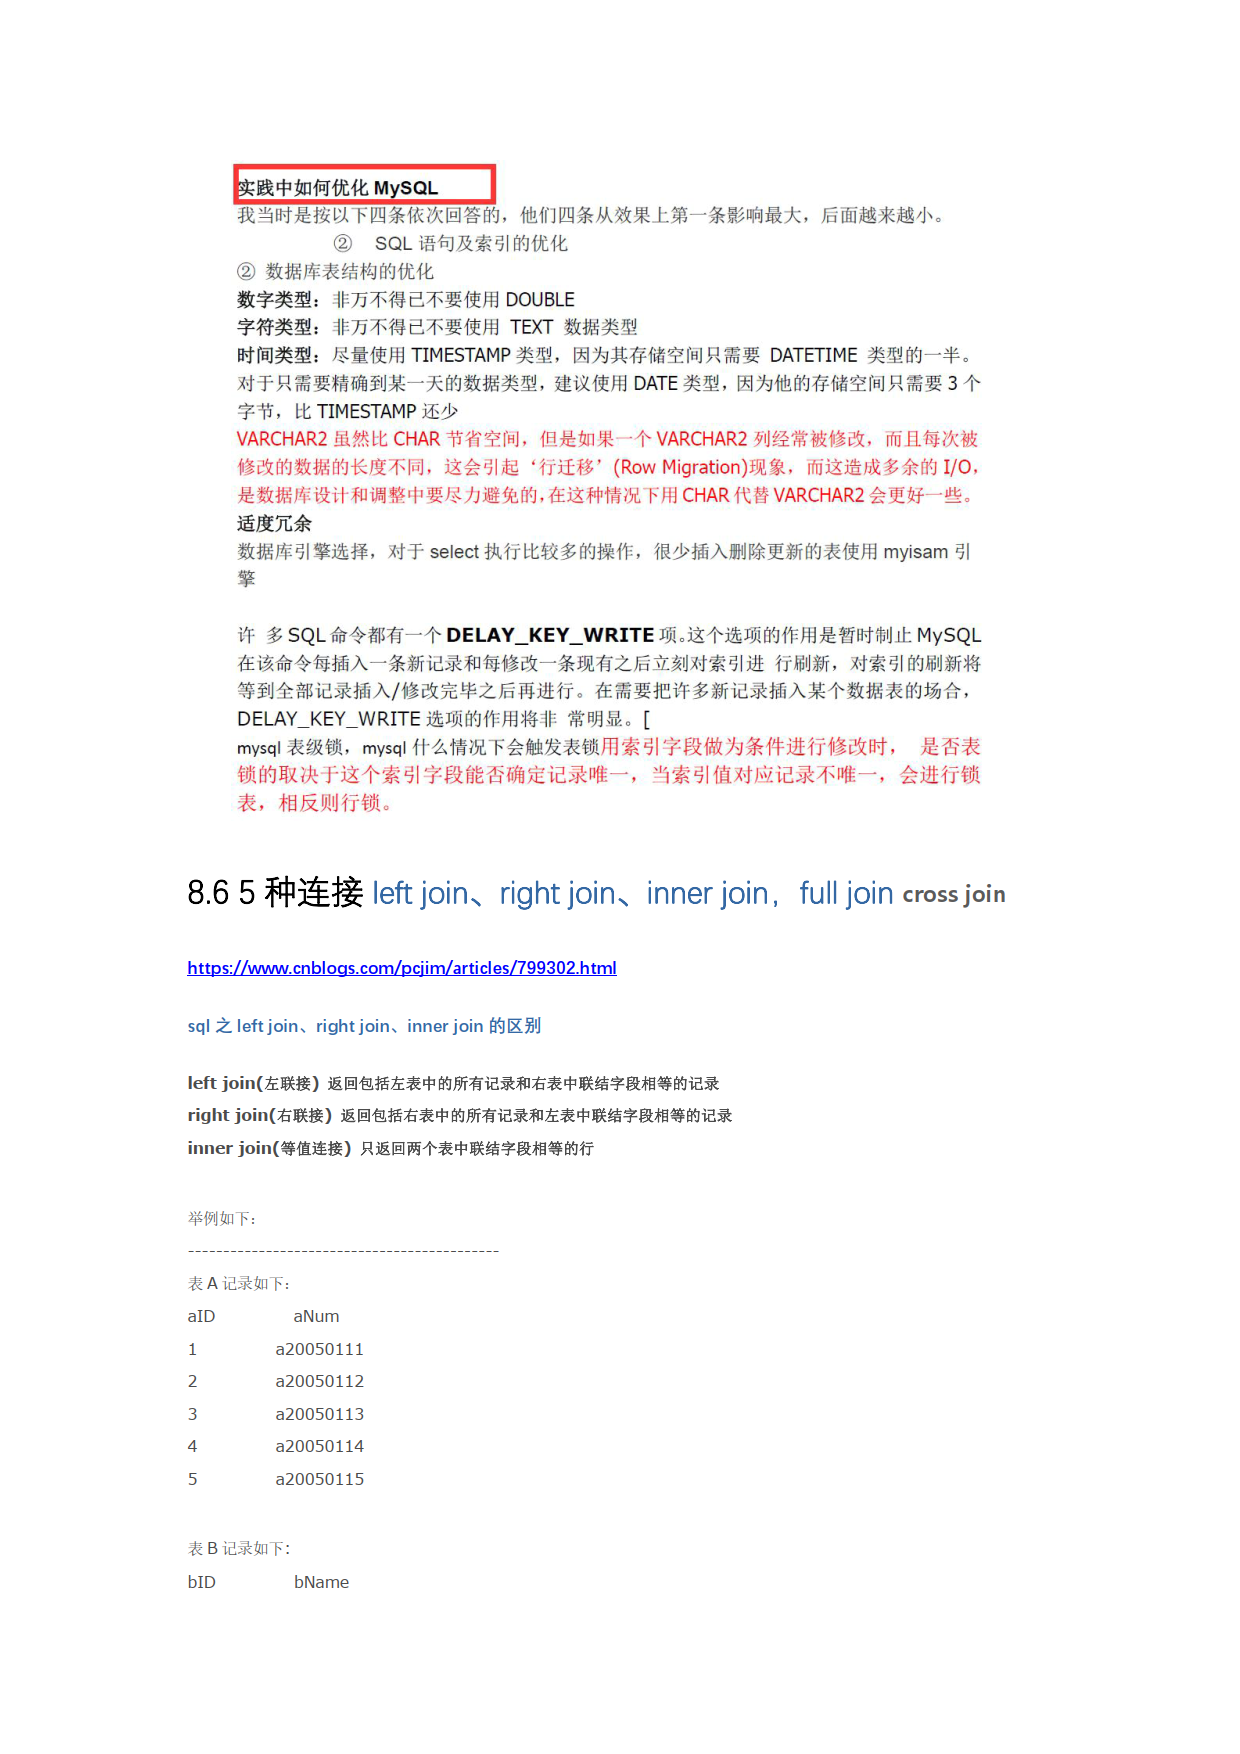 实践中如何优化 MySQL
我当时是按以下四条依次回答的，他们四条从效果上第一条影响最大，后面越来越小。
② SQL 语句及索引的优化
② 数据库表结构的优化
数字类型：非万不得已不要使用 DOUBLE
字符类型：非万不得已不要使用 TEXT 数据类型
时间类型：尽量使用 TIMESTAMP 类型，因为其存储空间只需要 DATETIME 类型的一半。
对于只需要精确到某一天的数据类型，建议使用 DATE 类型，因为他的存储空间只需要 3 个
字节，比 TIMESTAMP 还少
VARCHAR2 虽然比 CHAR 节省空间，但是如果一个 VARCHAR2 列经常被修改，而且每次被
修改的数据的长度不同，这会引起‘行迁移’(Row Migration)现象，而这造成多余的 I/O，
是数据库设计和调整中要尽力避免的，在这种情况下用 CHAR 代替 VARCHAR2 会更好一些。
适度冗余
数据库引擎选择，对于 select 执行比较多的操作，很少插入删除更新的表使用 myisam 引
擎
许 多 SQL 命令都有一个 DELAY_KEY_WRITE 项。这个选项的作用是暂时制止 MySQL
在该命令每插入一条新记录和每修改一条现有之后立刻对索引进 行刷新，对索引的刷新将
等到全部记录插入/修改完毕之后再进行。在需要把许多新记录插入某个数据表的场合，
DELAY_KEY_WRITE 选项的作用将非 常明显。[
mysql 表级锁，mysql 什么情况下会触发表锁用索引字段做为条件进行修改时， 是否表
锁的取决于这个索引字段能否确定记录唯一，当索引值对应记录不唯一，会进行锁
表，相反则行锁。
8.6 5 种连接 left join、right join、inner join，full join cross join
https://www.cnblogs.com/pcjim/articles/799302.html
sql 之 left join、right join、inner join 的区别
left join(左联接) 返回包括左表中的所有记录和右表中联结字段相等的记录
right join(右联接) 返回包括右表中的所有记录和左表中联结字段相等的记录
inner join(等值连接) 只返回两个表中联结字段相等的行
举例如下：
--------------------------------------------
表 A 记录如下：
aID aNum
1 a20050111
2 a20050112
3 a20050113
4 a20050114
5 a20050115
表 B 记录如下:
bID bName